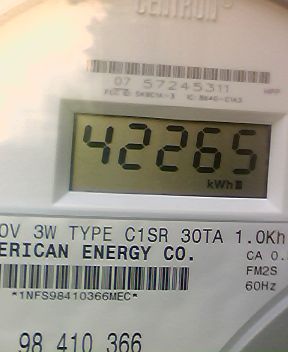 CENTRON®
07 57245311
42265
kWh
0V 3W TYPE C1SR 30TA 1.0Kh
ERICAN ENERGY CO.
CA 0.
FM2S
*1NFS98410366MEC*
60Hz
98 410 366